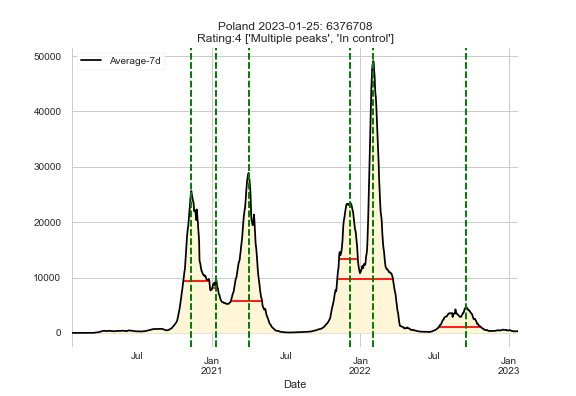 Poland 2023-01-25: 6376708
Rating:4 ['Multiple peaks', 'In control']
Average-7d
50000
40000
30000
20000
10000
0
Jul Jan Jul Jan Jul Jan
2021 2022 2023
Date